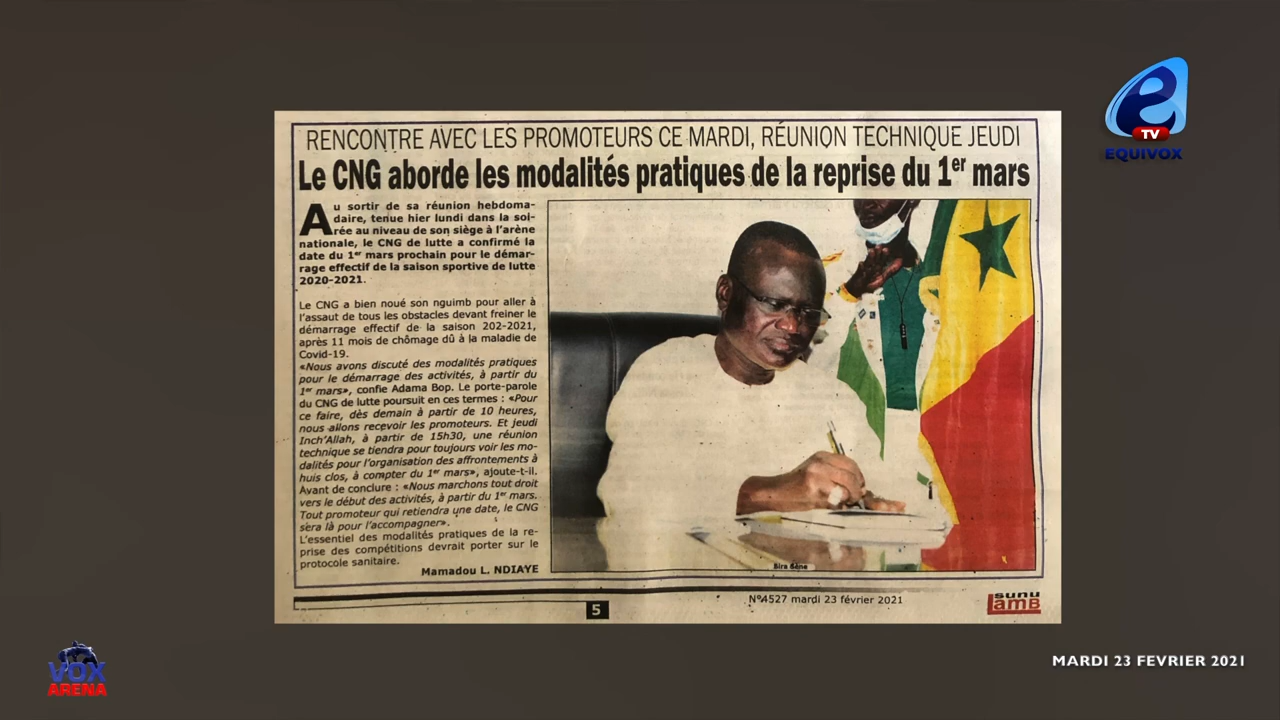 e
TV
EQUIVOX
RENCONTRE AVEC LES PROMOTEURS CE MARDI, RÉUNION TECHNIQUE JEUDI
Le CNG aborde les modalités pratiques de la reprise du 1er mars
Au sortir de sa réunion hebdoma-
daire, tenue hier lundi dans la soi-
rée au niveau de son siège à l'arène
nationale, le CNG de lutte a confirmé la
date du 1er mars prochain pour le démar-
rage effectif de la saison sportive de lutte
2020-2021.
Le CNG a bien noué son nguimb pour aller à
l'assaut de tous les obstacles devant freiner le
démarrage effectif de la saison 202-2021,
après 11 mois de chômage dû à la maladie de
Covid-19.
«Nous avons discuté des modalités pratiques
pour le démarrage des activités, à partir du
1er mars», confie Adama Bop. Le porte-parole
du CNG de lutte poursuit en ces termes : «Pour
ce faire, dès demain à partir de 10 heures,
nous allons recevoir les promoteurs. Et jeudi
Inch'Allah, à partir de 15h30, une réunion
technique se tiendra pour toujours voir les mo-
dalités pour l'organisation des affrontements à
huis clos, à compter du 1er mars», ajoute-t-il.
Avant de conclure : «Nous marchons tout droit
vers le début des activités, à partir du 1er mars.
Tout promoteur qui retiendra une date, le CNG
sera là pour l'accompagner».
L'essentiel des modalités pratiques de la re-
prise des compétitions devrait porter sur le
protocole sanitaire.
Mamadou L. NDIAYE
Bira Sène
5
N°4527 mardi 23 février 2021
sunu
LamB
VOX
ARENA
MARDI 23 FEVRIER 2021